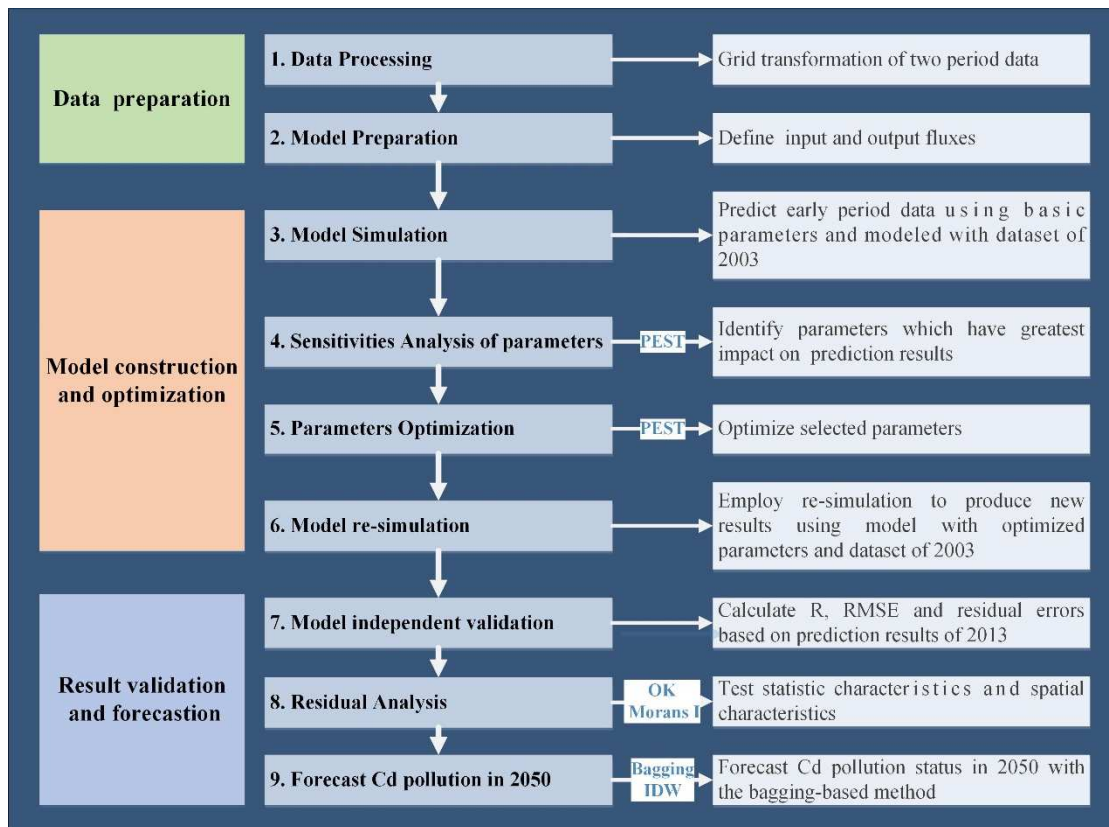 Data preparation
1. Data Processing
Grid transformation of two period data
2. Model Preparation
Define input and output fluxes
Model construction
and optimization
3. Model Simulation
Predict early period data using basic
parameters and modeled with dataset of
2003
4. Sensitivities Analysis of parameters
PEST
Identify parameters which have greatest
impact on prediction results
5. Parameters Optimization
PEST
Optimize selected parameters
6. Model re-simulation
Employ re-simulation to produce new
results using model with optimized
parameters and dataset of 2003
Result validation
and forecastion
7. Model independent validation
Calculate R, RMSE and residual errors
based on prediction results of 2013
8. Residual Analysis
OK
Morans I
Test statistic characteristics and spatial
characteristics
9. Forecast Cd pollution in 2050
Bagging
IDW
Forecast Cd pollution status in 2050 with
the bagging-based method